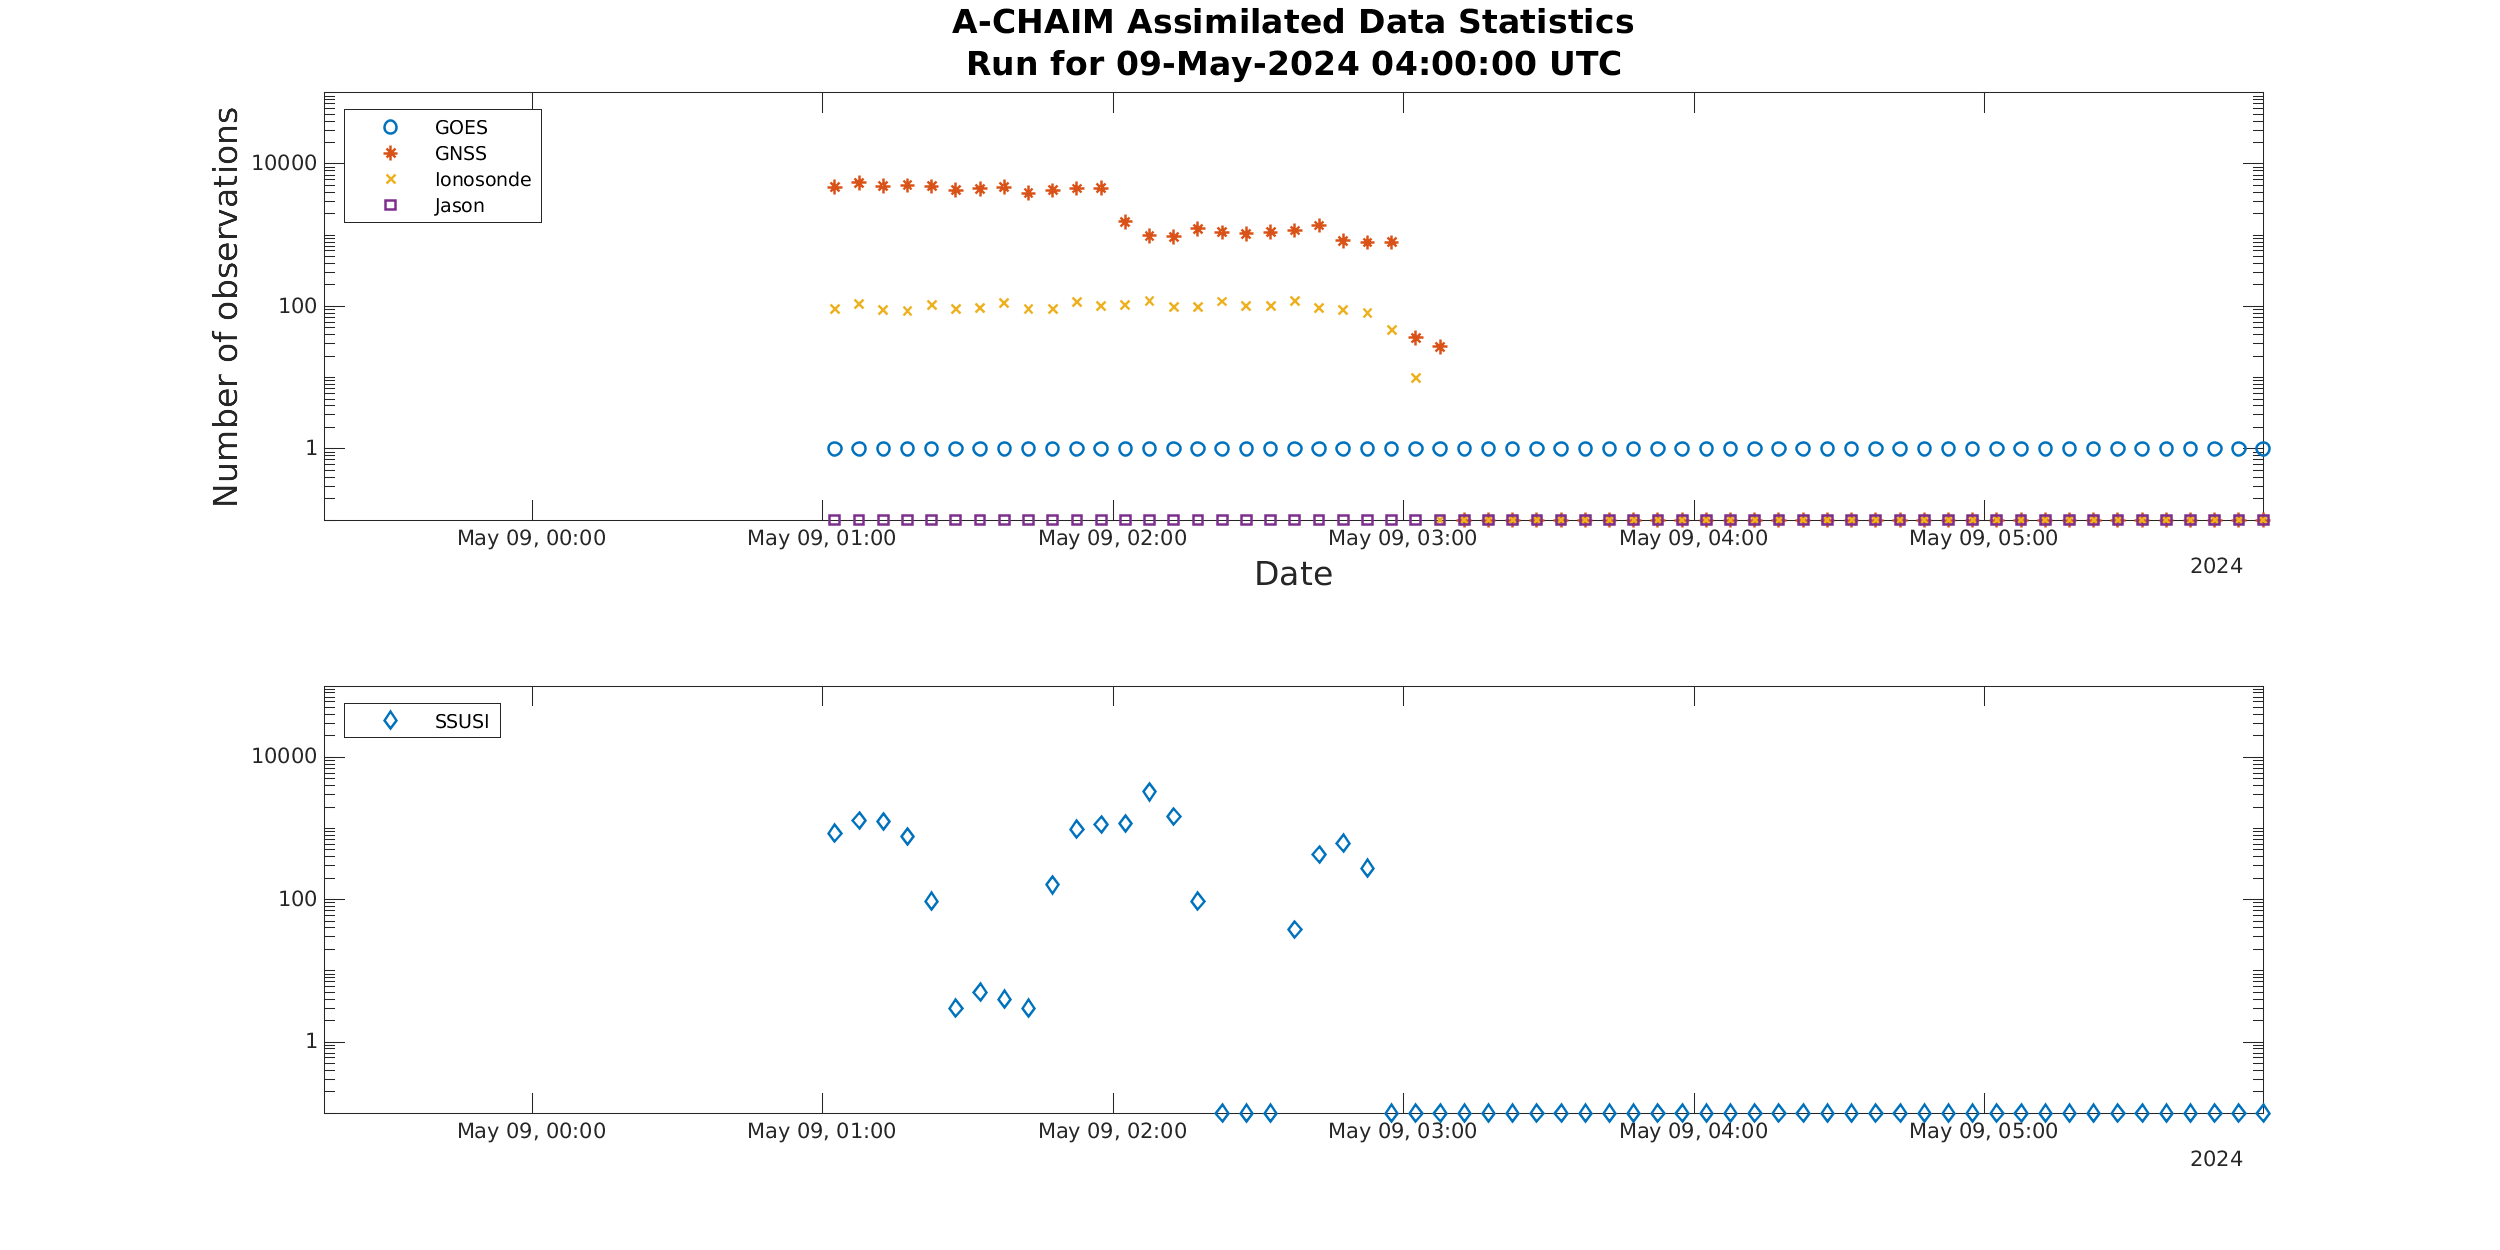 A-CHAIM Assimilated Data Statistics
Run for 09-May-2024 04:00:00 UTC
Number of observations
10000
100
1
GOES
GNSS
Ionosonde
Jason
May 09, 00:00 May 09, 01:00 May 09, 02:00 May 09, 03:00 May 09, 04:00 May 09, 05:00
2024
Date
10000
100
1
SSUSI
May 09, 00:00 May 09, 01:00 May 09, 02:00 May 09, 03:00 May 09, 04:00 May 09, 05:00
2024